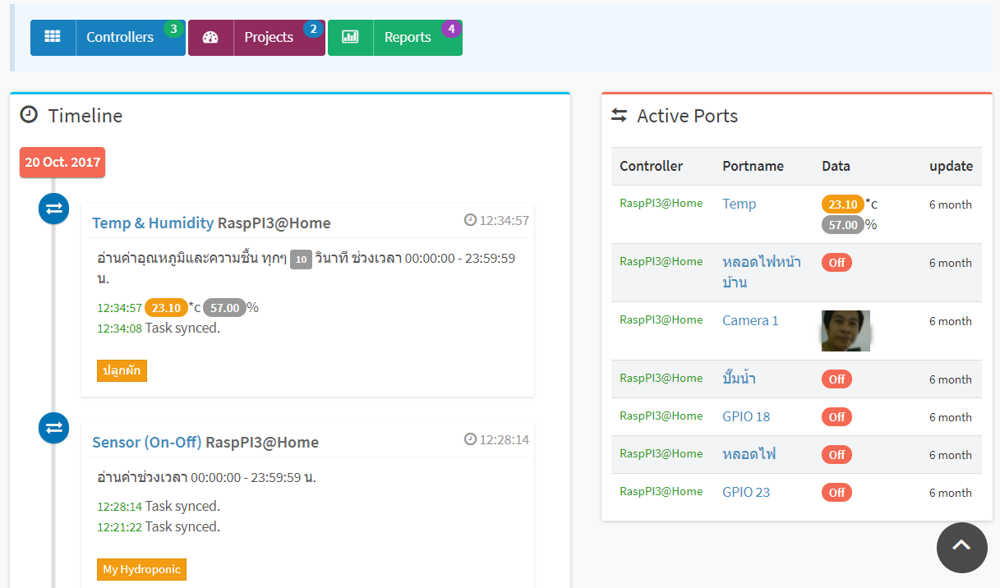 Controllers 3 Projects 2 Reports 4
Timeline
20 Oct. 2017
Temp & Humidity RaspPI3@Home 12:34:57
อ่านค่าอุณหภูมิและความชื้น ทุกๆ 10 วินาที ช่วงเวลา 00:00:00 - 23:59:59
น.
12:34:57 23.10 *c 57.00 %
12:34:08 Task synced.
ปลูกผัก
Sensor (On-Off) RaspPI3@Home 12:28:14
อ่านค่าช่วงเวลา 00:00:00 - 23:59:59 น.
12:28:14 Task synced.
12:21:22 Task synced.
My Hydroponic
Active Ports
Controller Portname Data update
RaspPI3@Home Temp 23.10 *c 6 month
57.00 %
RaspPI3@Home หลอดไฟหน้า Off 6 month
บ้าน
RaspPI3@Home Camera 1 6 month
RaspPI3@Home ปั๊มน้ำ Off 6 month
RaspPI3@Home GPIO 18 Off 6 month
RaspPI3@Home หลอดไฟ Off 6 month
RaspPI3@Home GPIO 23 Off 6 month